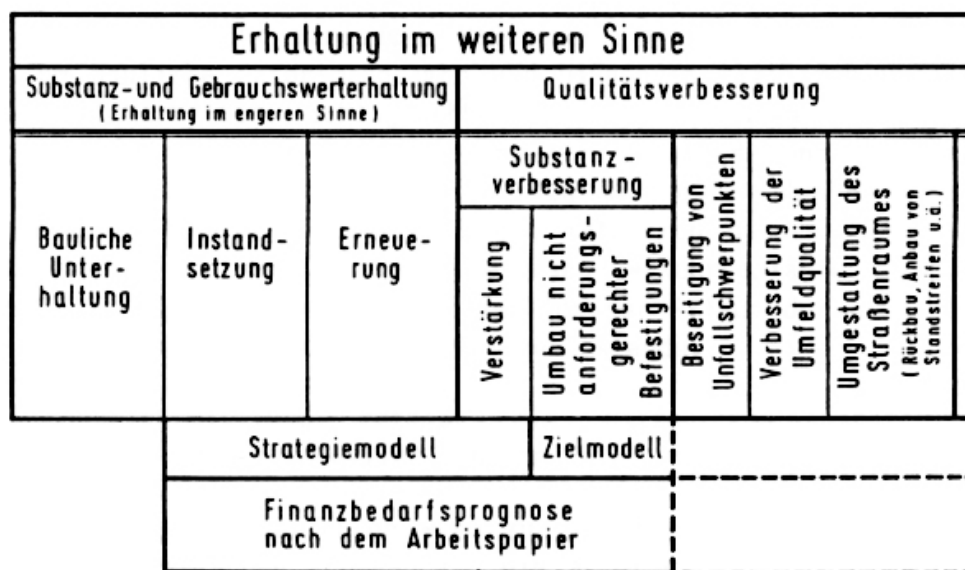 Erhaltung im weiteren Sinne
Substanz- und Gebrauchswerterhaltung
(Erhaltung im engeren Sinne)
Qualitätsverbesserung
Bauliche
Unter-
haltung
Instand-
setzung
Erneue-
rung
Substanz-
verbesserung
Verstärkung
Umbau nicht
anforderungs-
gerechter
Befestigungen
Beseitigung von
Unfallschwerpunkten
Verbesserung der
Umfeldqualität
Umgestaltung des
Straßenraumes
(Rückbau, Anbau von
Standstreifen u.ä.)
Strategiemodell
Zielmodell
Finanzbedarfsprognose
nach dem Arbeitspapier